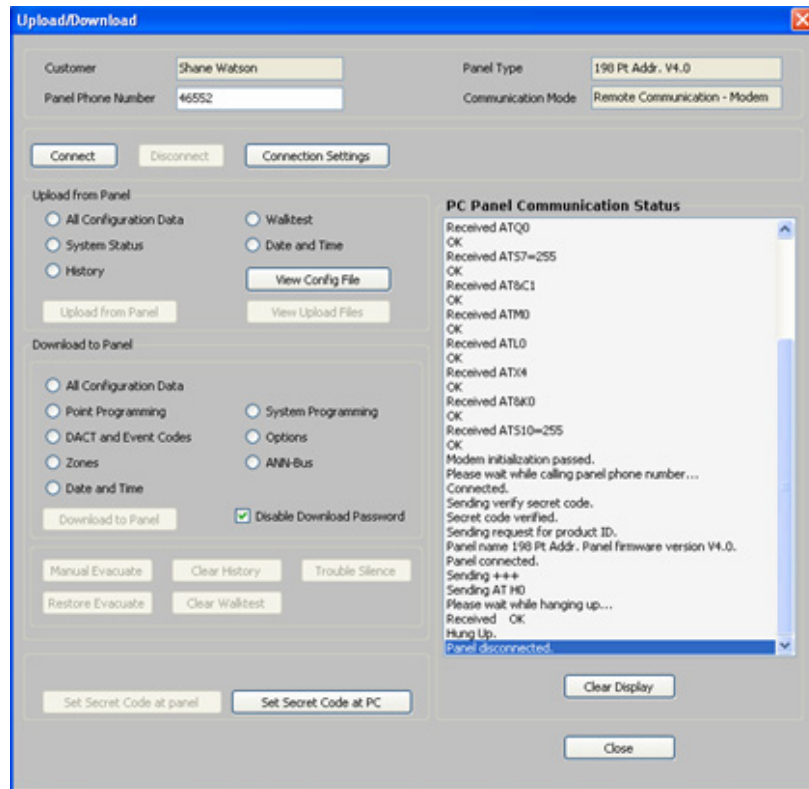 Upload/Download
Customer Shane Watson Panel Type 198 Pt Addr. V4.0
Panel Phone Number 46552 Communication Mode Remote Communication - Modem
Connect Disconnect Connection Settings
Upload from Panel
All Configuration Data Walktest
System Status Date and Time
History View Config File
Upload from Panel View Upload Files
Download to Panel
All Configuration Data
Point Programming System Programming
DACT and Event Codes Options
Zones ANN-Bus
Date and Time
Download to Panel Disable Download Password
Manual Evacuate Clear History Trouble Silence
Restore Evacuate Clear Walktest
Set Secret Code at panel Set Secret Code at PC
PC Panel Communication Status
Received ATQ0
OK
Received ATS7=255
OK
Received AT&C1
OK
Received ATM0
OK
Received ATL0
OK
Received ATX4
OK
Received AT&K0
OK
Received ATS10=255
OK
Modem initialization passed.
Please wait while calling panel phone number...
Connected.
Sending verify secret code.
Secret code verified.
Sending request for product ID.
Panel name 198 Pt Addr. Panel firmware version V4.0.
Panel connected.
Sending +++
Sending AT H0
Please wait while hanging up...
Received OK
Hung Up.
Panel disconnected.
Clear Display
Close